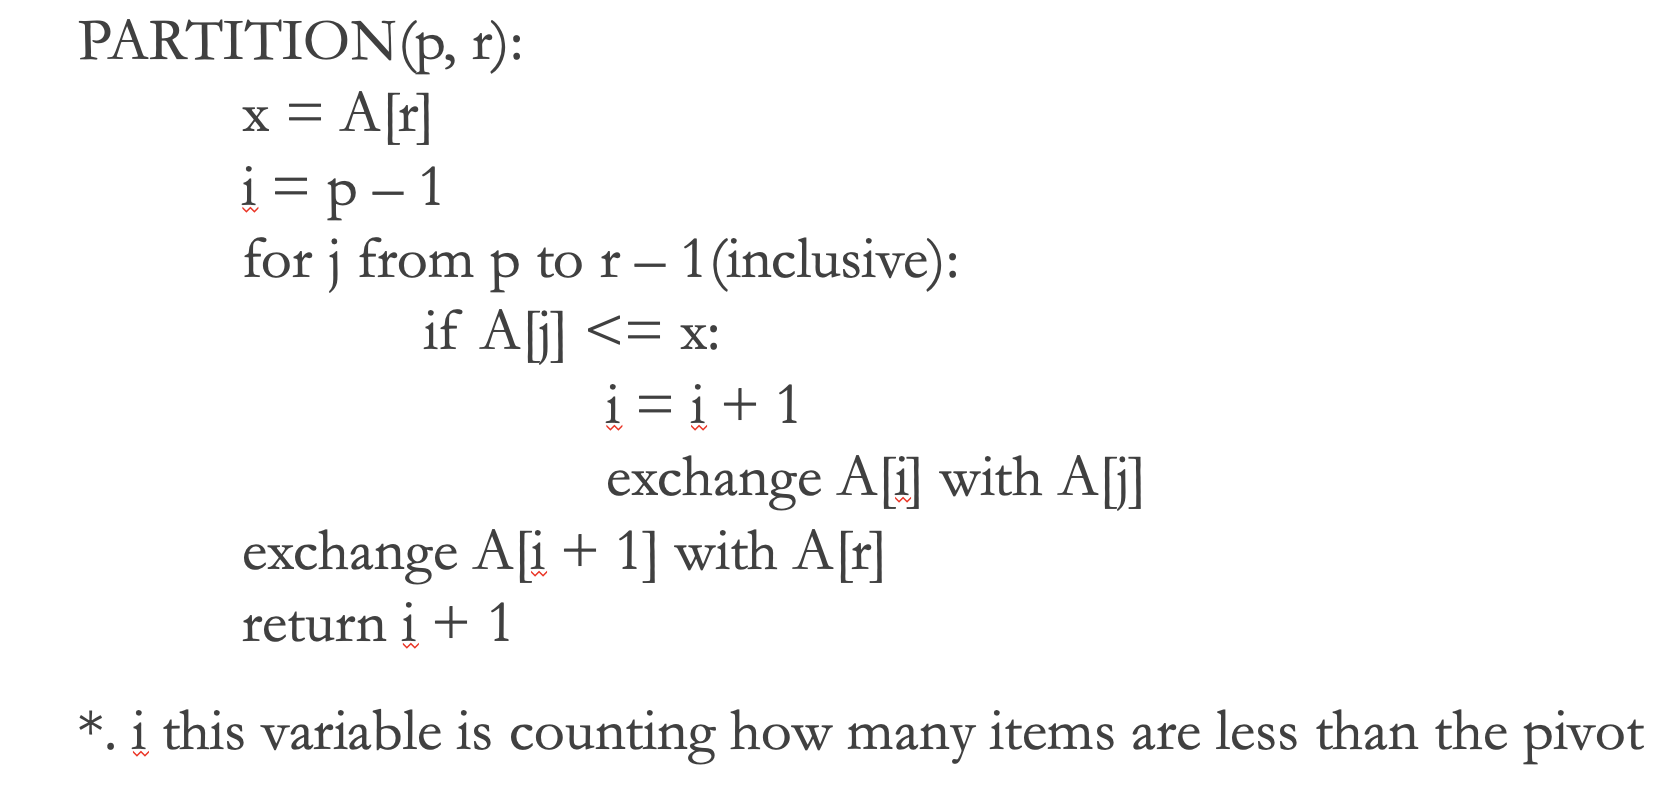 PARTITION(p, r):
x = A[r]
i = p – 1
for j from p to r – 1(inclusive):
if A[j] <= x:
i = i + 1
exchange A[i] with A[j]
exchange A[i + 1] with A[r]
return i + 1
*. i this variable is counting how many items are less than the pivot